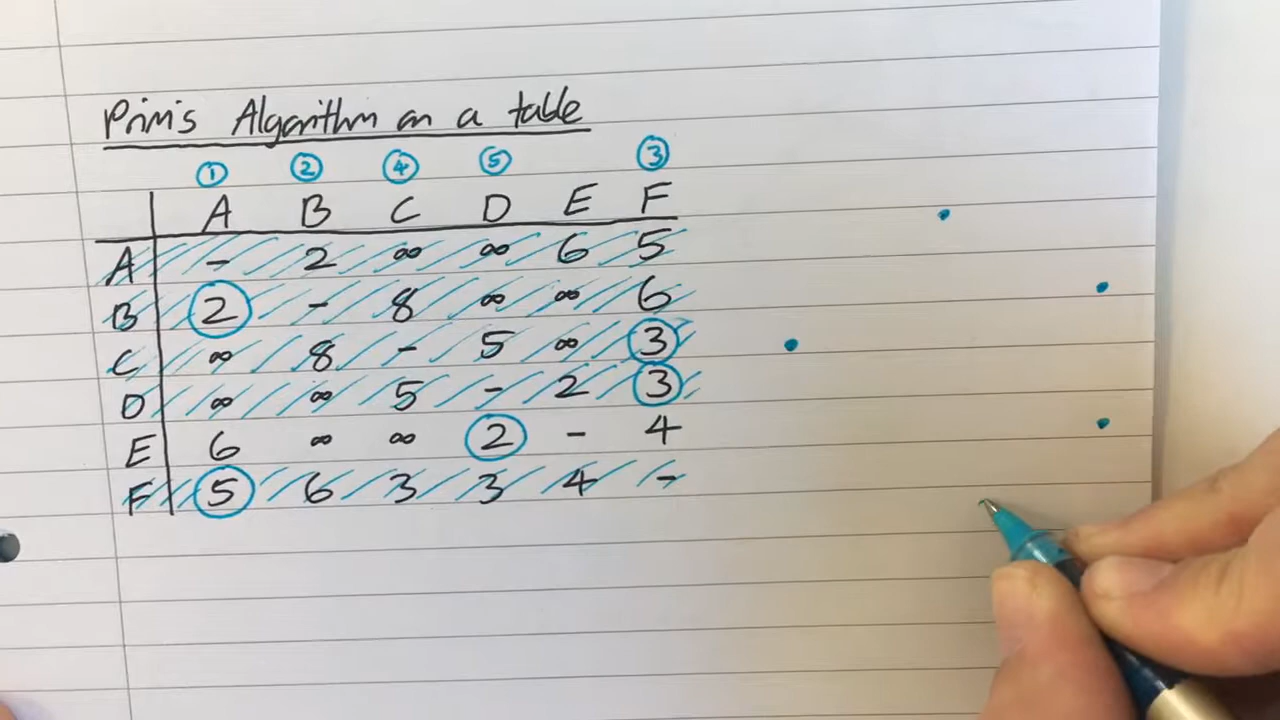 Prim's Algorithm on a table
① ② ④ ⑤ ③
A B C D E F
A - 2 ∞ ∞ 6 5
B 2 - 8 ∞ ∞ 6
C ∞ 8 - 5 ∞ 3
D ∞ ∞ 5 - 2 3
E 6 ∞ ∞ 2 - 4
F 5 6 3 3 4 -